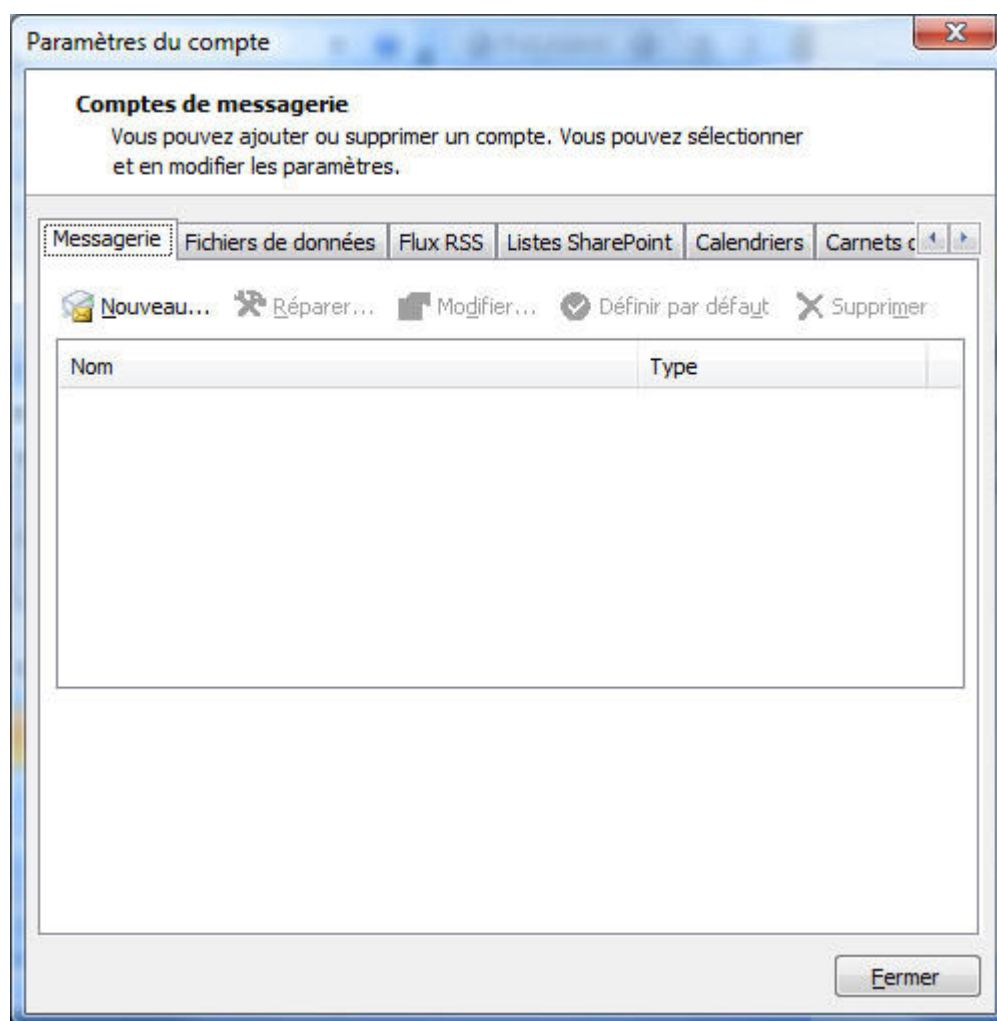 Paramètres du compte
Comptes de messagerie
Vous pouvez ajouter ou supprimer un compte. Vous pouvez sélectionner
et en modifier les paramètres.
Messagerie Fichiers de données Flux RSS Listes SharePoint Calendriers Carnets
Nouveau... Réparer... Modifier... Définir par défaut Supprimer
Nom Type
Fermer